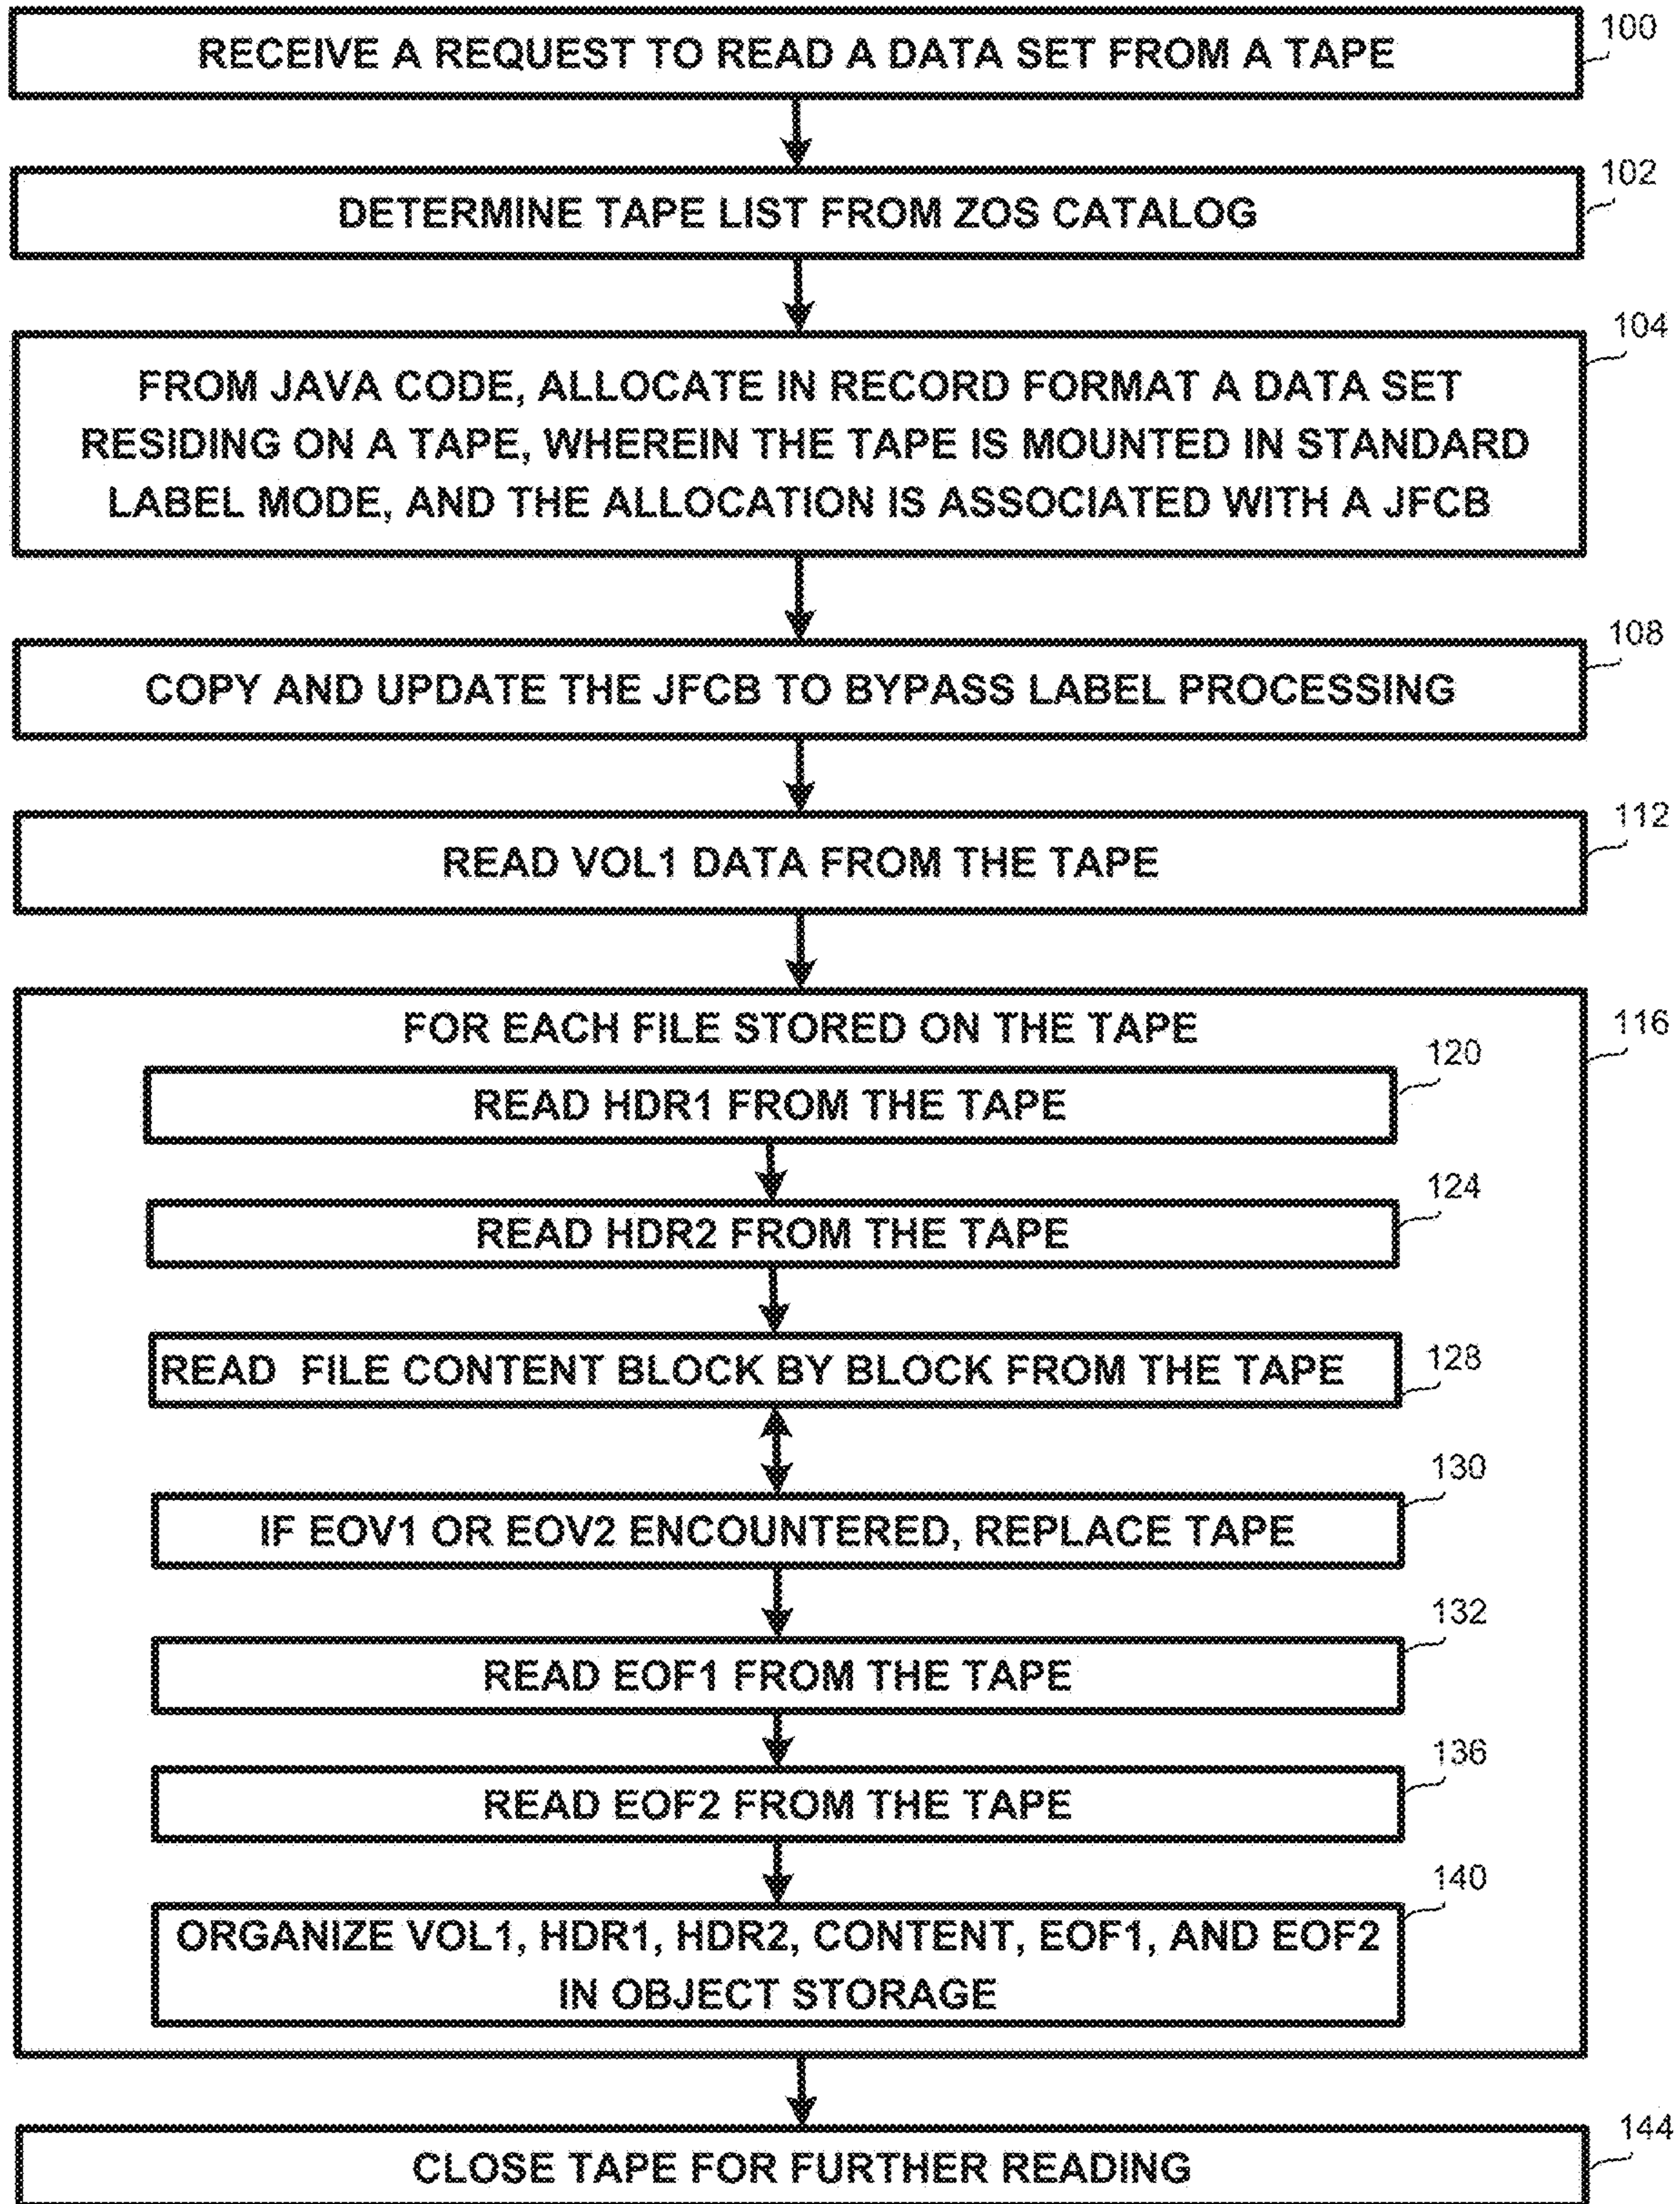 100
RECEIVE A REQUEST TO READ A DATA SET FROM A TAPE
102
DETERMINE TAPE LIST FROM ZOS CATALOG
104
FROM JAVA CODE, ALLOCATE IN RECORD FORMAT A DATA SET
RESIDING ON A TAPE, WHEREIN THE TAPE IS MOUNTED IN STANDARD
LABEL MODE, AND THE ALLOCATION IS ASSOCIATED WITH A JFCB
108
COPY AND UPDATE THE JFCB TO BYPASS LABEL PROCESSING
112
READ VOL1 DATA FROM THE TAPE
116
FOR EACH FILE STORED ON THE TAPE
120
READ HDR1 FROM THE TAPE
124
READ HDR2 FROM THE TAPE
128
READ FILE CONTENT BLOCK BY BLOCK FROM THE TAPE
130
IF EOV1 OR EOV2 ENCOUNTERED, REPLACE TAPE
132
READ EOF1 FROM THE TAPE
136
READ EOF2 FROM THE TAPE
140
ORGANIZE VOL1, HDR1, HDR2, CONTENT, EOF1, AND EOF2
IN OBJECT STORAGE
144
CLOSE TAPE FOR FURTHER READING